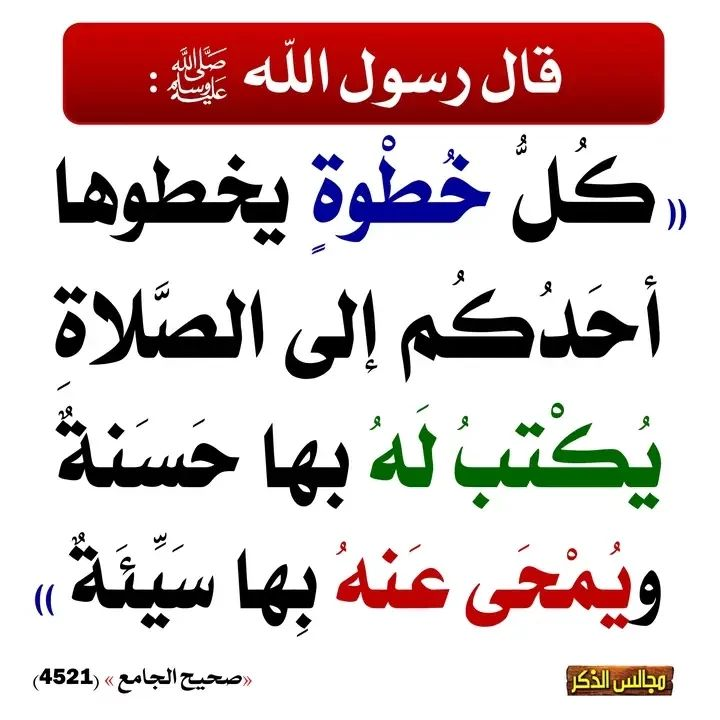 قال رسول الله ﷺ :
(( كُلُّ خُطْوةٍ يخطوها
أحَدُكُم إلى الصَّلاةِ
يُكْتبُ لَهُ بها حَسَنةٌ
ويُمْحَى عَنهُ بِها سَيِّئَةٌ ))
«صحيح الجامع» (4521)
مجالس الذكر